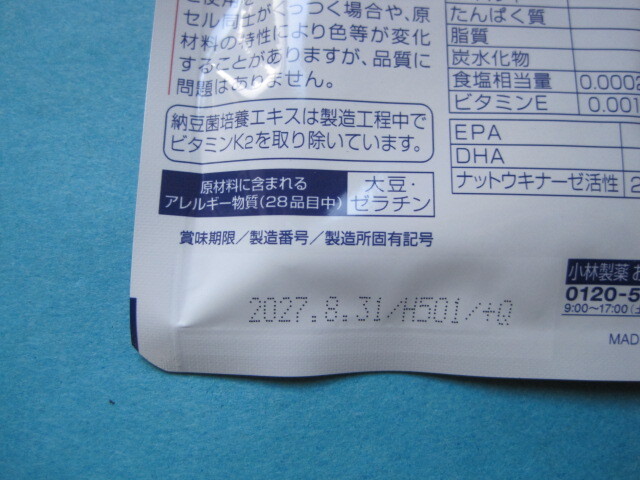 セル同士がくっつく場合や、原
材料の特性により色等が変化
することがありますが、品質に
問題はありません。
納豆菌培養エキスは製造工程中で
ビタミンK2を取り除いています。
原材料に含まれる
アレルギー物質(28品目中)
大豆・
ゼラチン
賞味期限/製造番号/製造所固有記号
2027.8.31/H501/+Q
たんぱく質
脂質
炭水化物
食塩相当量 0.0002
ビタミンE 0.001
EPA
DHA
ナットウキナーゼ活性 2
小林製薬 お
0120-5
9:00〜17:00(土
MAD